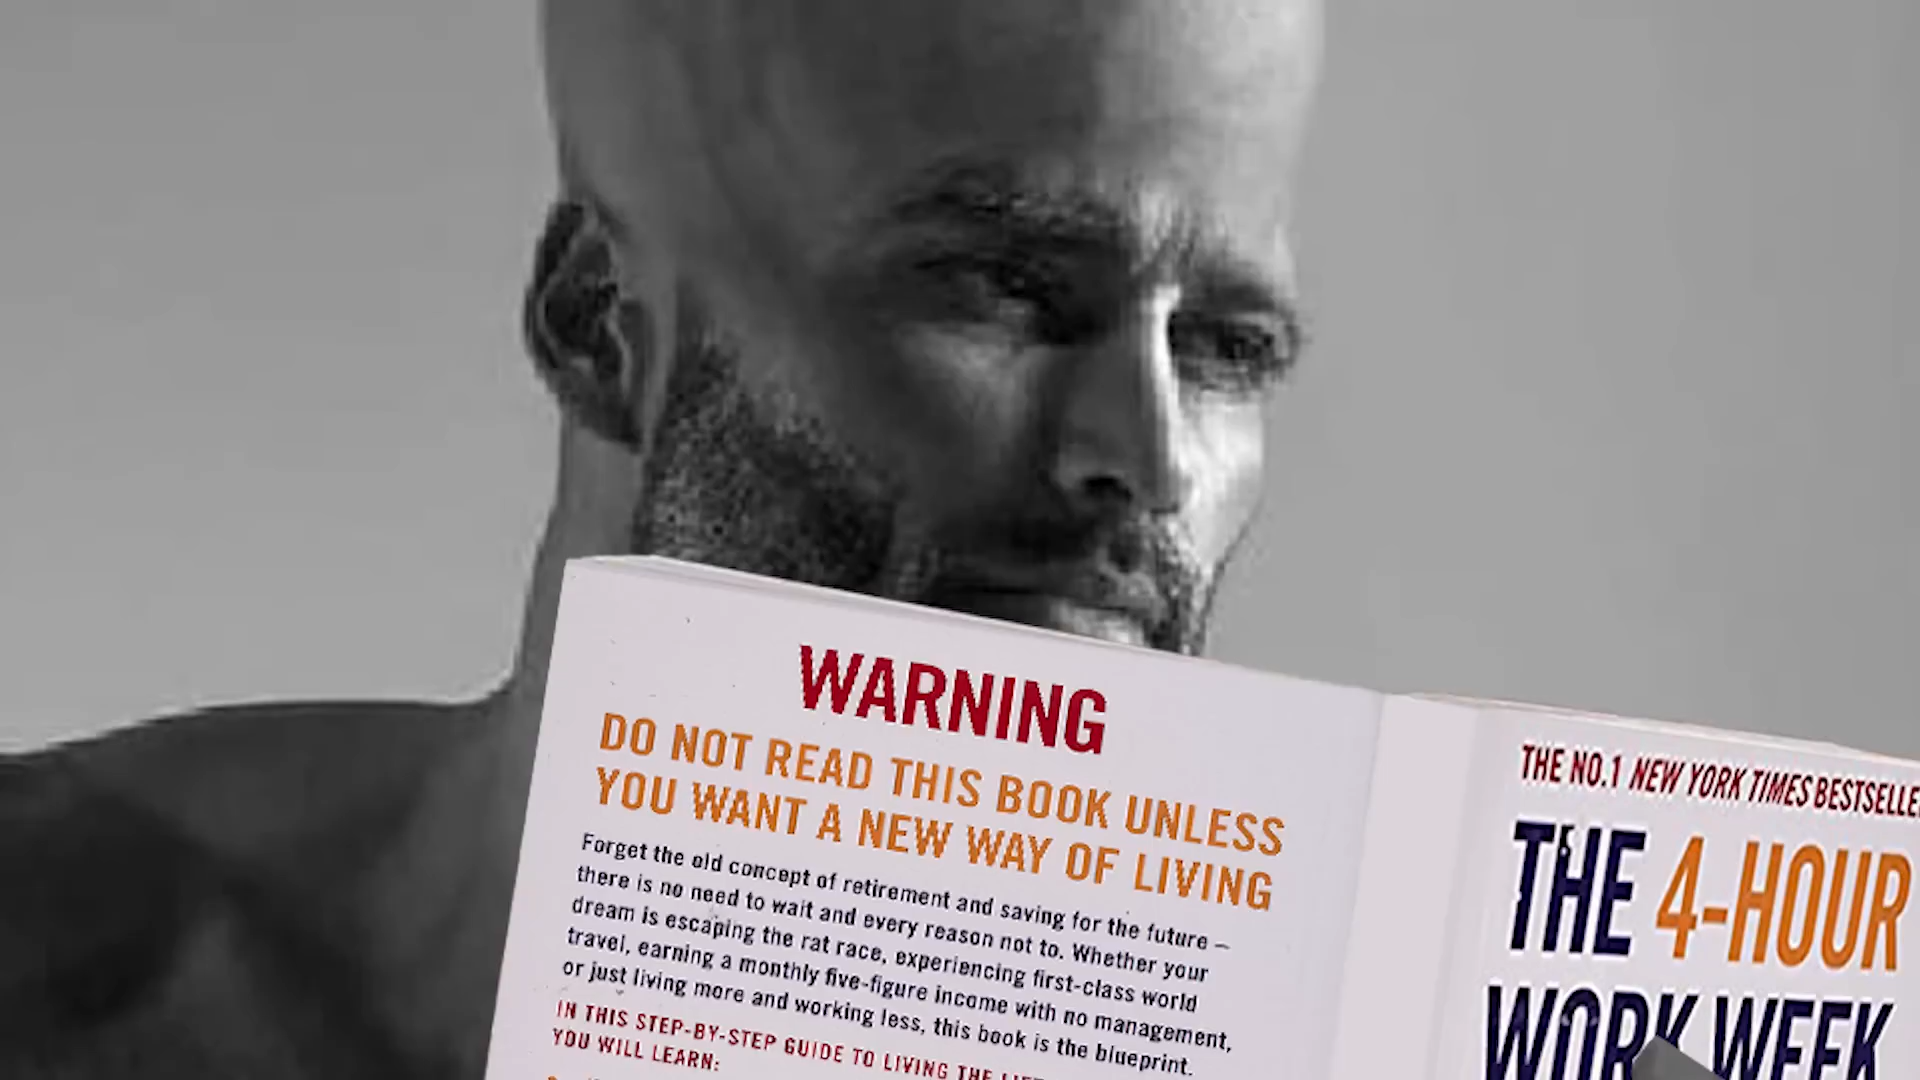 WARNING
DO NOT READ THIS BOOK UNLESS
YOU WANT A NEW WAY OF LIVING
Forget the old concept of retirement and saving for the future –
there is no need to wait and every reason not to. Whether your
dream is escaping the rat race, experiencing first-class world
travel, earning a monthly five-figure income with no management,
or just living more and working less, this book is the blueprint.
IN THIS STEP-BY-STEP GUIDE TO LIVING THE
YOU WILL LEARN:
THE NO.1 NEW YORK TIMES
THE 4-HOUR
WORK WEEK